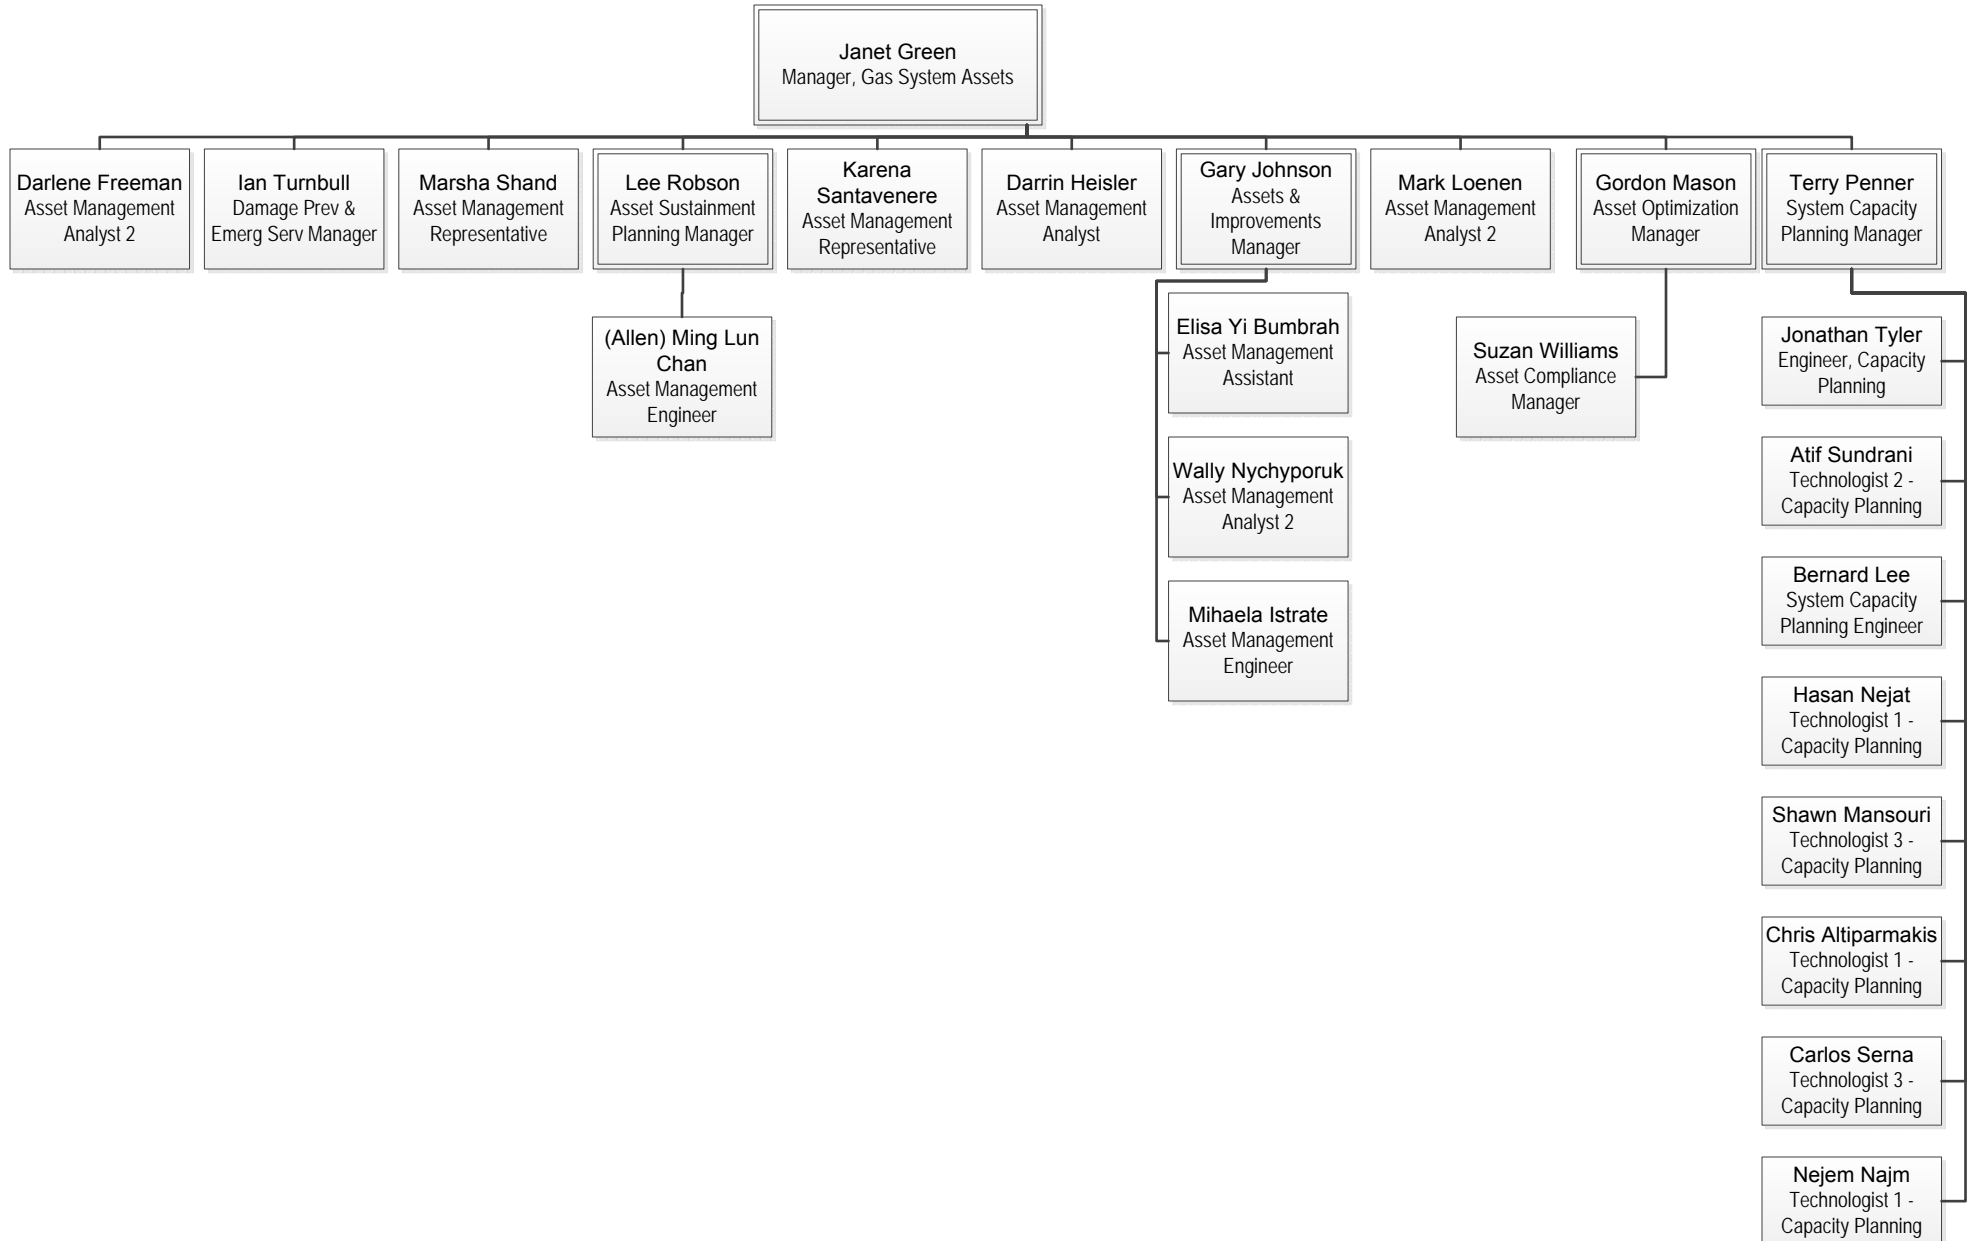 Janet Green
Manager, Gas System Assets
Darlene Freeman
Asset Management
Analyst 2
Ian Turnbull
Damage Prev &
Emerg Serv Manager
Marsha Shand
Asset Management
Representative
Lee Robson
Asset Sustainment
Planning Manager
Karena
Santavenere
Asset Management
Representative
Darrin Heisler
Asset Management
Analyst
Gary Johnson
Assets &
Improvements
Manager
Mark Loenen
Asset Management
Analyst 2
Gordon Mason
Asset Optimization
Manager
Terry Penner
System Capacity
Planning Manager
(Allen) Ming Lun
Chan
Asset Management
Engineer
Elisa Yi Bumbrah
Asset Management
Assistant
Wally Nychyporuk
Asset Management
Analyst 2
Mihaela Istrate
Asset Management
Engineer
Suzan Williams
Asset Compliance
Manager
Jonathan Tyler
Engineer, Capacity
Planning
Atif Sundrani
Technologist 2 -
Capacity Planning
Bernard Lee
System Capacity
Planning Engineer
Hasan Nejat
Technologist 1 -
Capacity Planning
Shawn Mansouri
Technologist 3 -
Capacity Planning
Chris Altiparmakis
Technologist 1 -
Capacity Planning
Carlos Serna
Technologist 3 -
Capacity Planning
Nejem Najm
Technologist 1 -
Capacity Planning